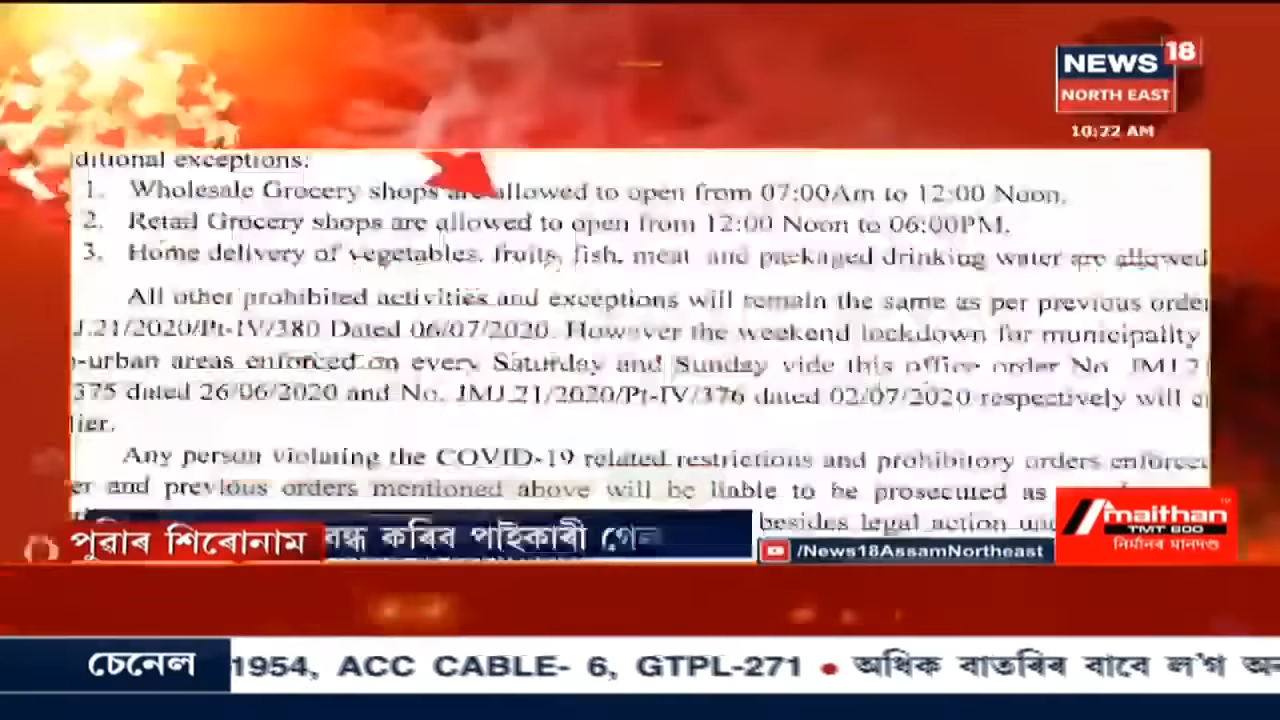 NEWS 18
NORTH EAST
10:22 AM
ditional exceptions:
1. Wholesale Grocery shops are allowed to open from 07:00Am to 12:00 Noon.
2. Retail Grocery shops are allowed to open from 12:00 Noon to 06:00PM.
3. Home delivery of vegetables, fruits, fish, meat and packaged drinking water are allowed
All other prohibited activities and exceptions will remain the same as per previous order
J.21/2020/Pt-IV/380 Dated 06/07/2020. However the weekend lockdown for municipality
-urban areas enforced on every Saturday and Sunday vide this office order No. JMJ.21
375 dated 26/06/2020 and No. JMJ.21/2020/Pt-IV/376 dated 02/07/2020 respectively will
lier.
Any person violating the COVID-19 related restrictions and prohibitory orders enforced
er and previous orders mentioned above will be liable to be prosecuted as
besides legal action
পুৱাৰ শিৰোনাম
বন্ধ কৰিব পাইকাৰী
/News18AssamNortheast
maithan
TMT 600
নিৰ্মানৰ মানদণ্ড
চেনেল
1954, ACC CABLE- 6, GTPL-271 • অধিক বাতৰিৰ বাবে ল'গ অন